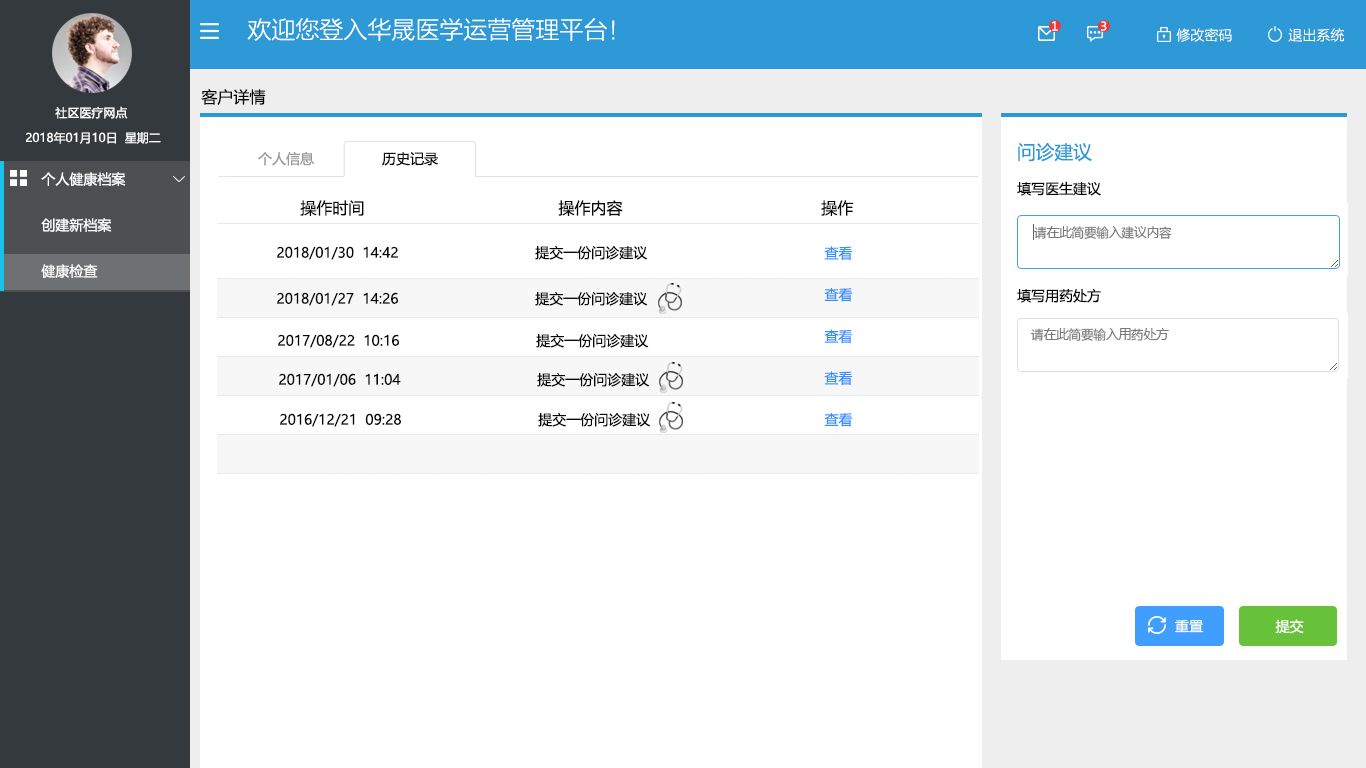 欢迎您登入华晟医学运营管理平台!
1
3
修改密码
退出系统
社区医疗网点
2018年01月10日 星期二
个人健康档案
创建新档案
健康检查
客户详情
个人信息
历史记录
操作时间 操作内容 操作
2018/01/30 14:42 提交一份问诊建议 查看
2018/01/27 14:26 提交一份问诊建议 查看
2017/08/22 10:16 提交一份问诊建议 查看
2017/01/06 11:04 提交一份问诊建议 查看
2016/12/21 09:28 提交一份问诊建议 查看
问诊建议
填写医生建议
请在此简要输入建议内容
填写用药处方
请在此简要输入用药处方
重置
提交